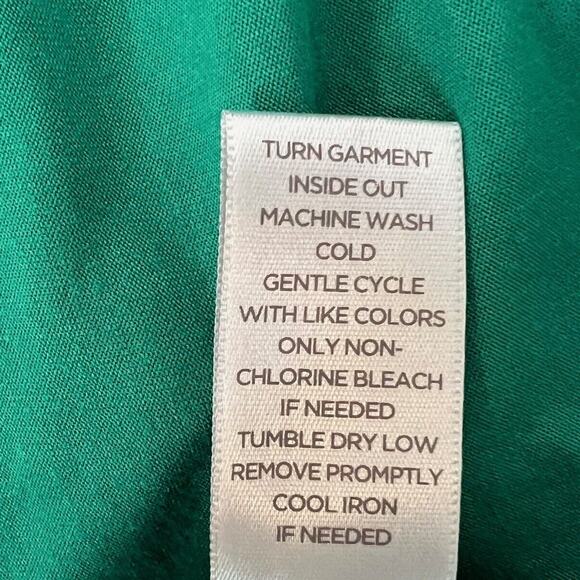 TURN GARMENT
INSIDE OUT
MACHINE WASH
COLD
GENTLE CYCLE
WITH LIKE COLORS
ONLY NON-
CHLORINE BLEACH
IF NEEDED
TUMBLE DRY LOW
REMOVE PROMPTLY
COOL IRON
IF NEEDED